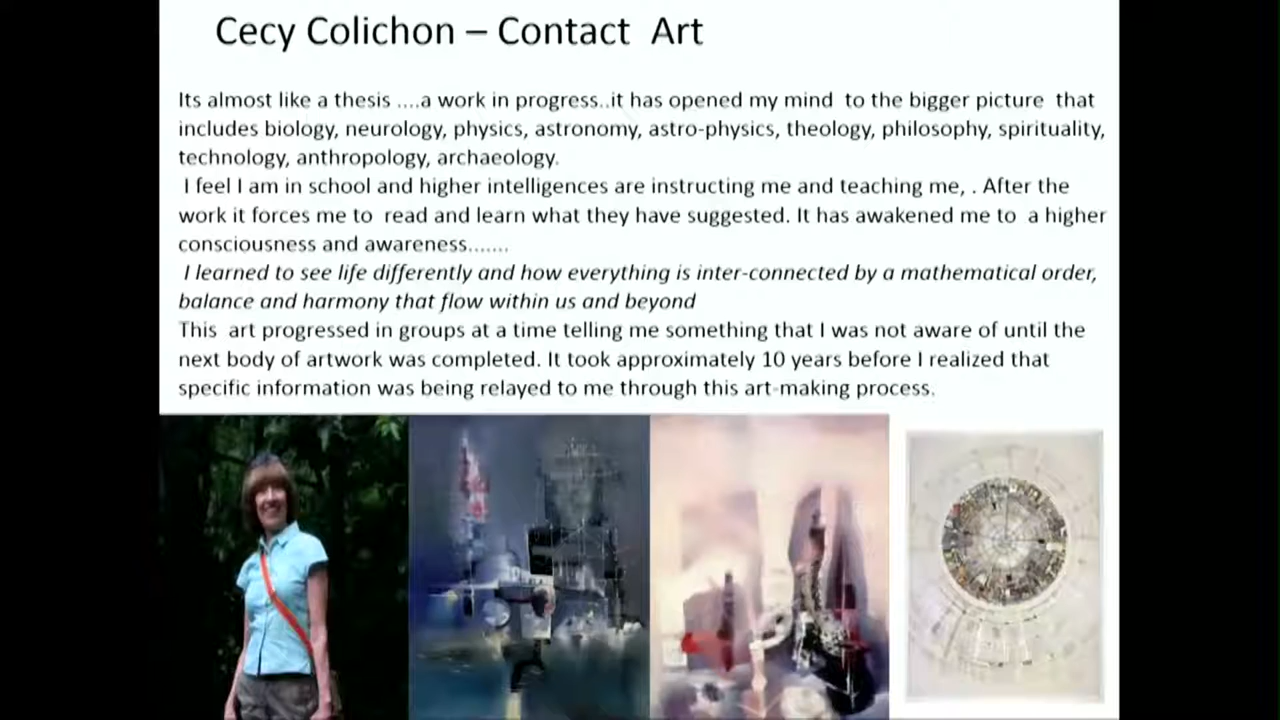 Cecy Colichon – Contact Art
Its almost like a thesis ....a work in progress..it has opened my mind to the bigger picture that
includes biology, neurology, physics, astronomy, astro-physics, theology, philosophy, spirituality,
technology, anthropology, archaeology.
I feel I am in school and higher intelligences are instructing me and teaching me, . After the
work it forces me to read and learn what they have suggested. It has awakened me to a higher
consciousness and awareness.......
I learned to see life differently and how everything is inter-connected by a mathematical order,
balance and harmony that flow within us and beyond
This art progressed in groups at a time telling me something that I was not aware of until the
next body of artwork was completed. It took approximately 10 years before I realized that
specific information was being relayed to me through this art-making process.